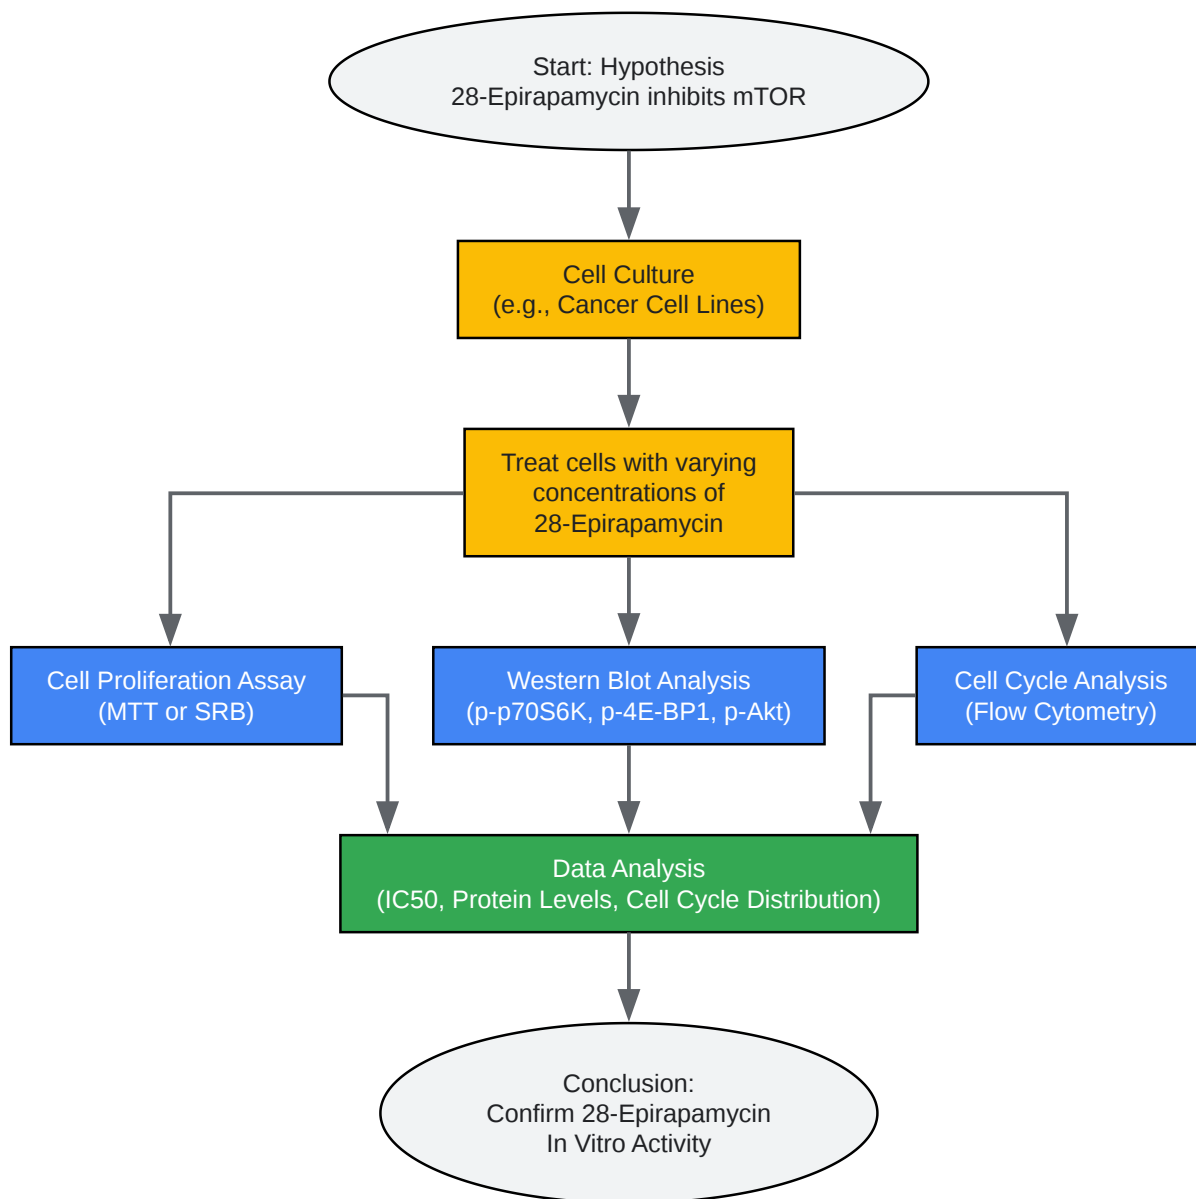 Start: Hypothesis
28-Epirapamycin inhibits mTOR
Cell Culture
(e.g., Cancer Cell Lines)
Treat cells with varying
concentrations of
28-Epirapamycin
Cell Proliferation Assay
(MTT or SRB)
Western Blot Analysis
(p-p70S6K, p-4E-BP1, p-Akt)
Cell Cycle Analysis
(Flow Cytometry)
Data Analysis
(IC50, Protein Levels, Cell Cycle Distribution)
Conclusion:
Confirm 28-Epirapamycin
In Vitro Activity